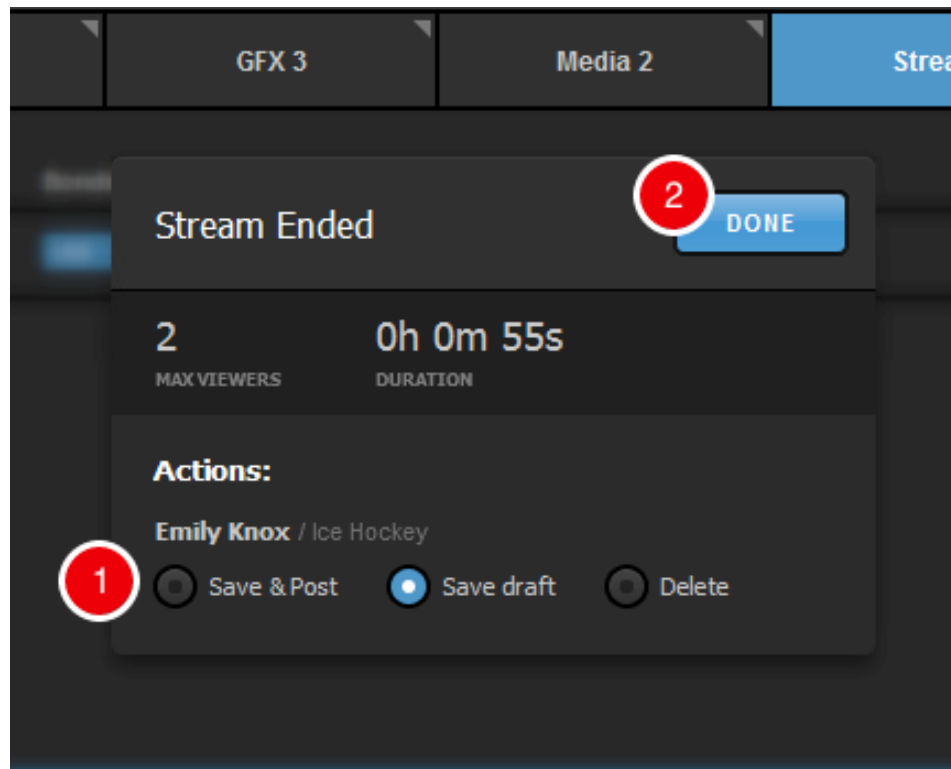 GFX 3 Media 2 Strea
2
Stream Ended DONE
2 0h 0m 55s
MAX VIEWERS DURATION
Actions:
Emily Knox / Ice Hockey
1 Save & Post Save draft Delete